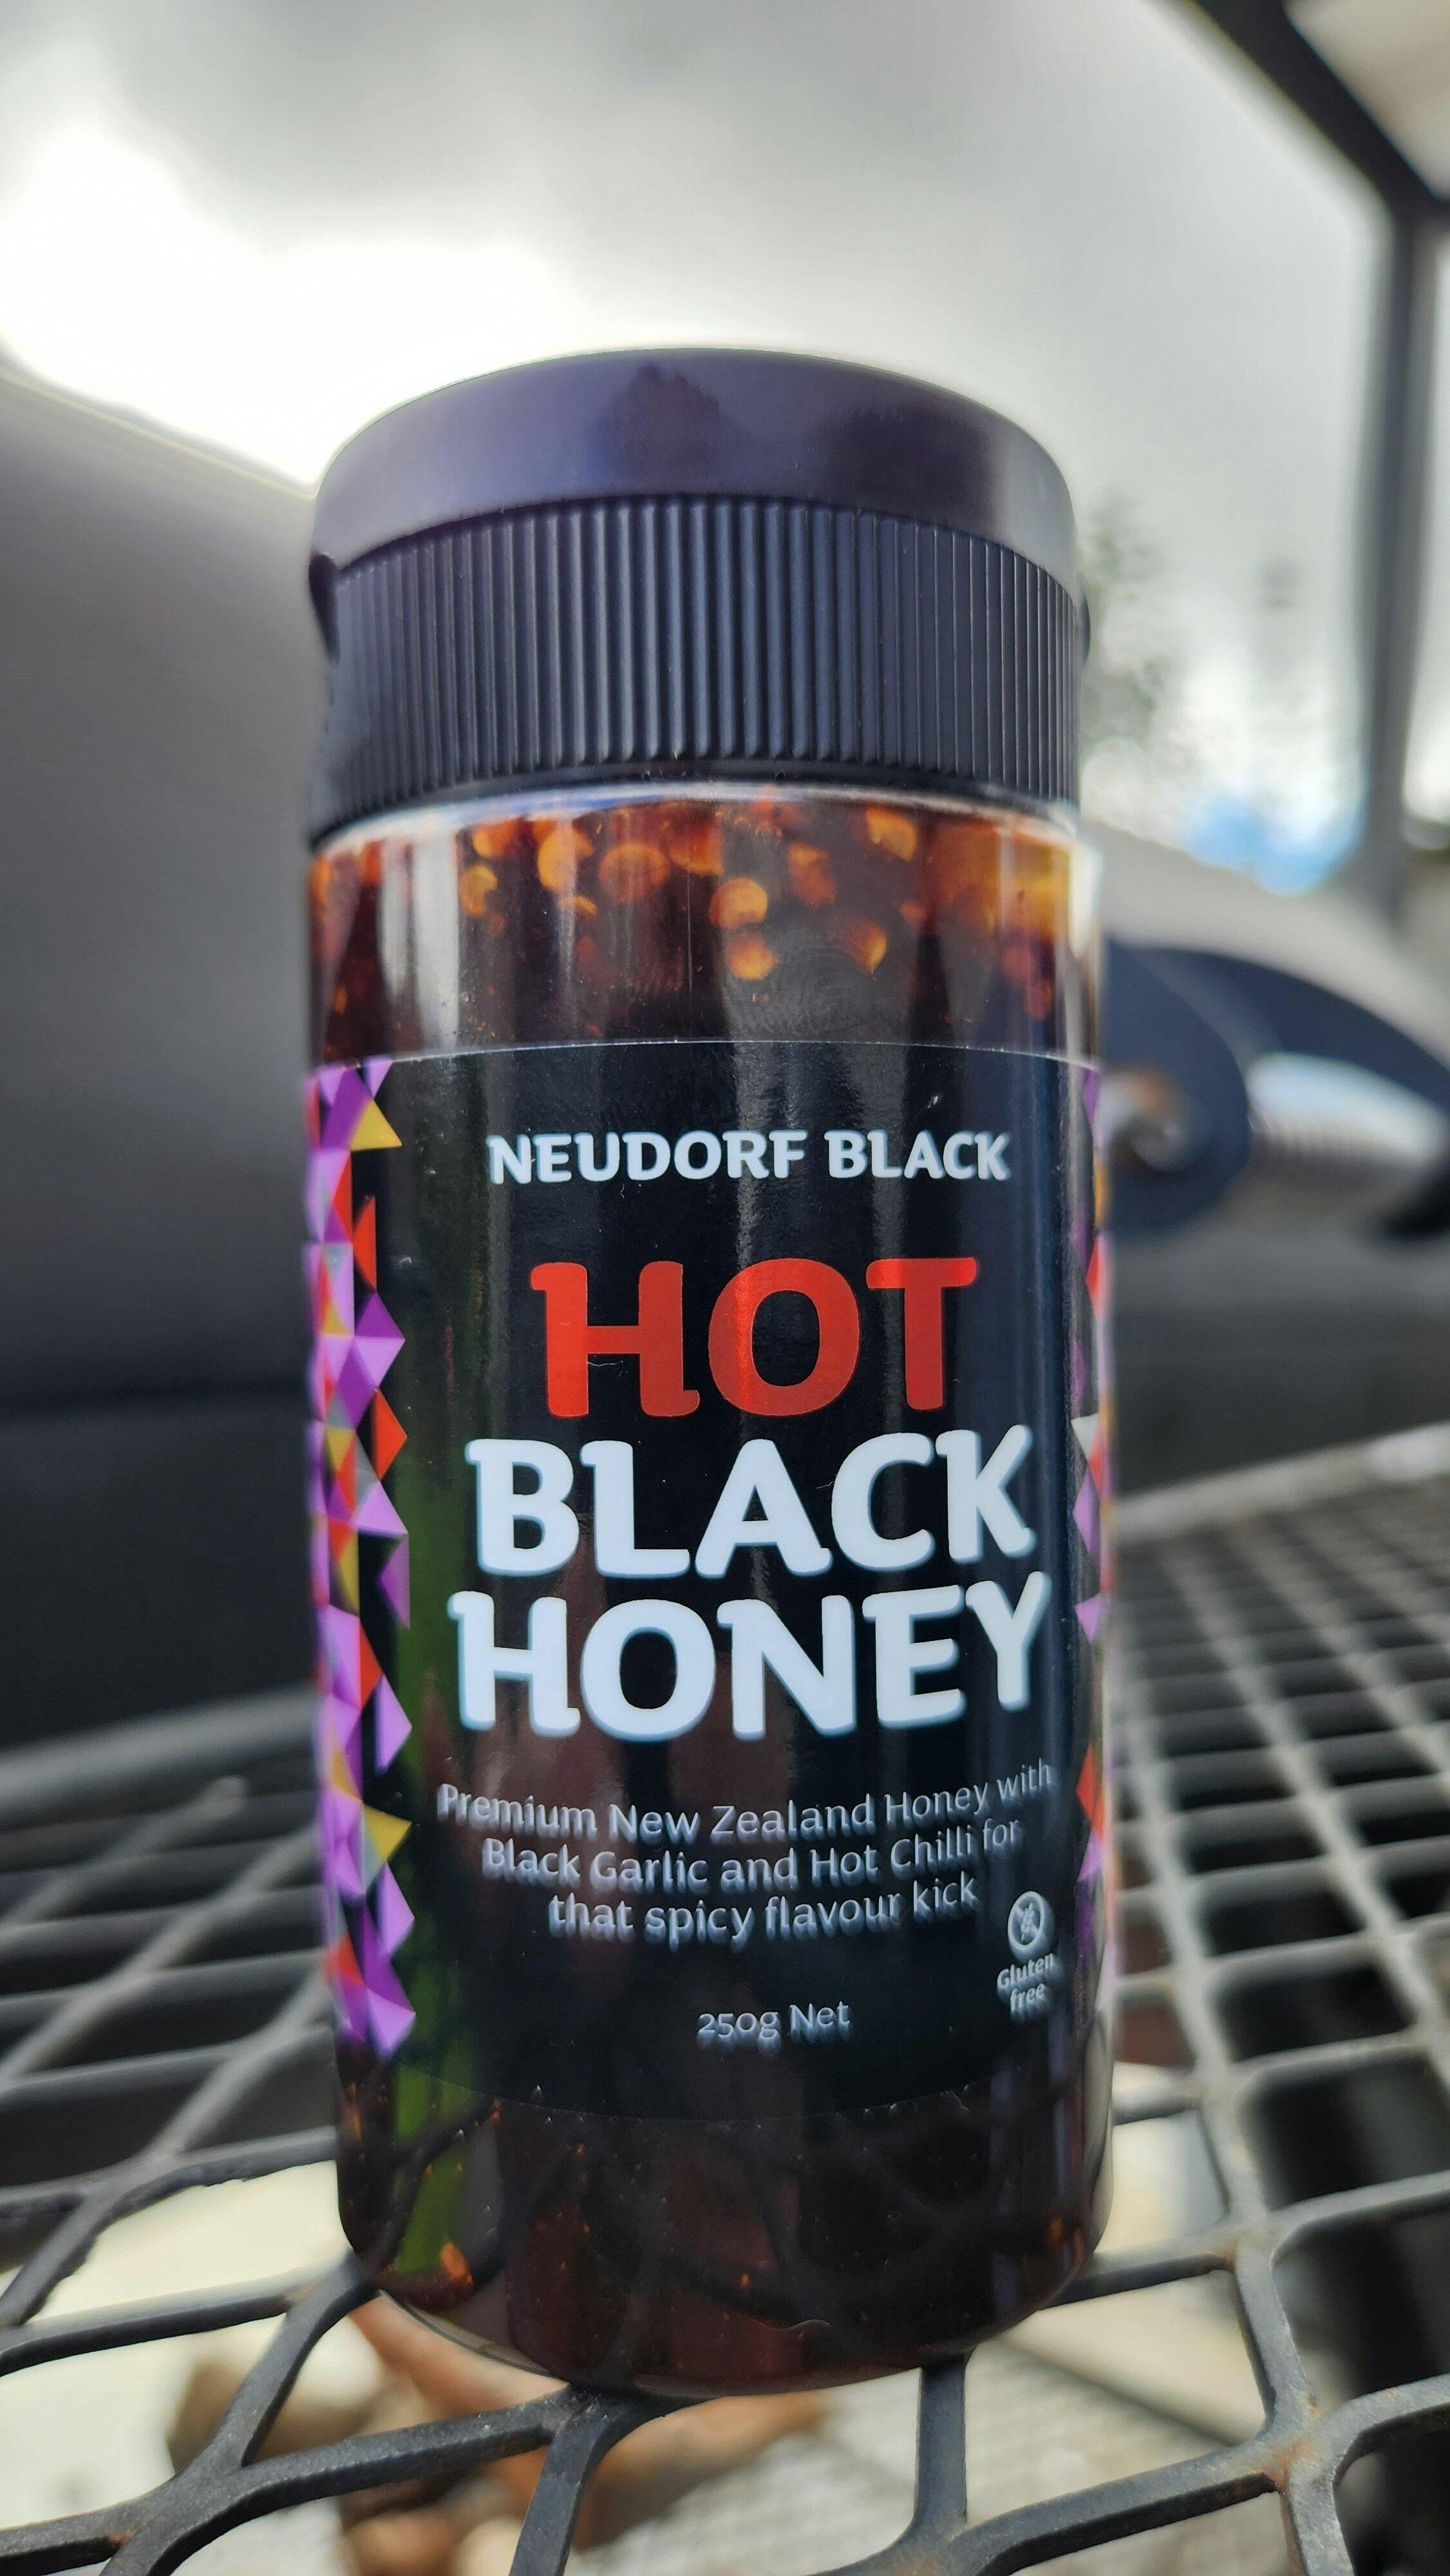 NEUDORF BLACK
HOT
BLACK
HONEY
Premium New Zealand Honey with
Black Garlic and Hot Chilli for
that spicy flavour kick
Gluten
free
250g Net